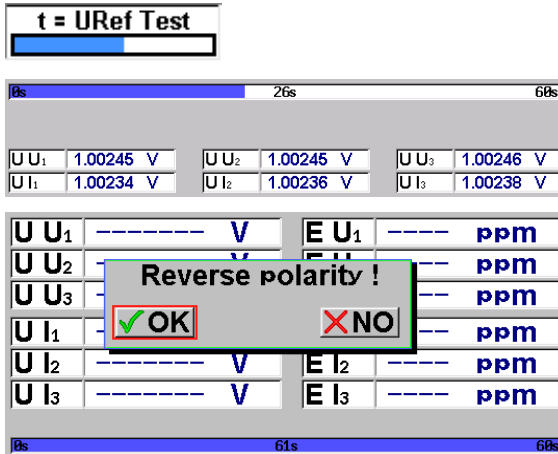 t = URef Test
0s 26s 60s
U U1 1.00245 V U U2 1.00245 V U U3 1.00246 V
U I1 1.00234 V U I2 1.00236 V U I3 1.00238 V
U U1 ------- V E U1 ---- ppm
U U2
Reverse polarity !
U U3
OK NO
U I1 ppm
U I2 ------- V E I2 ---- ppm
U I3 ------- V E I3 ---- ppm
0s 61s 60s